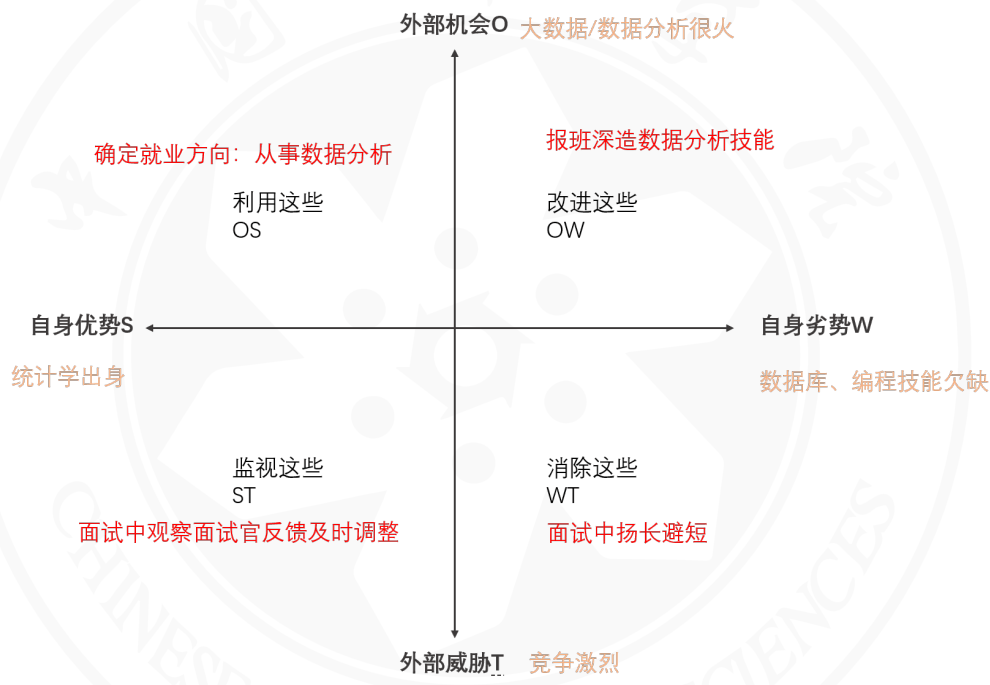 外部机会O 大数据/数据分析很火
确定就业方向：从事数据分析
报班深造数据分析技能
利用这些
OS
改进这些
OW
自身优势S
自身劣势W
统计学出身
数据库、编程技能欠缺
监视这些
ST
消除这些
WT
面试中观察面试官反馈及时调整
面试中扬长避短
外部威胁T 竞争激烈
CHINESE
SCIENCES